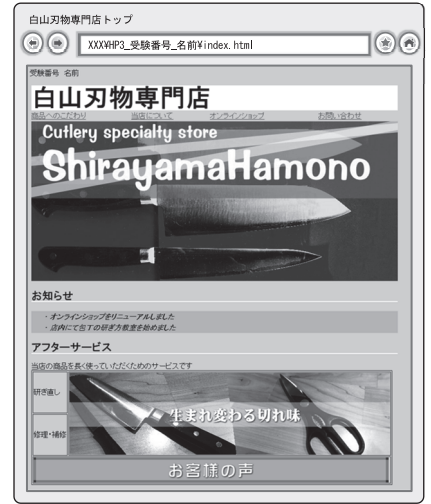 白山刃物専門店トップ
XXX¥HP3_受験番号_名前¥index.html
受験番号 名前
白山刃物専門店
商品へのこだわり 当店について オンラインショップ お問い合わせ
Cutlery specialty store
ShirayamaHamono
お知らせ
・オンラインショップをリニューアルしました
・店内にて包丁の研ぎ方教室を始めました
アフターサービス
当店の商品を長く使っていただくためのサービスです
研ぎ直し
生まれ変わる切れ味
修理・補修
お客様の声